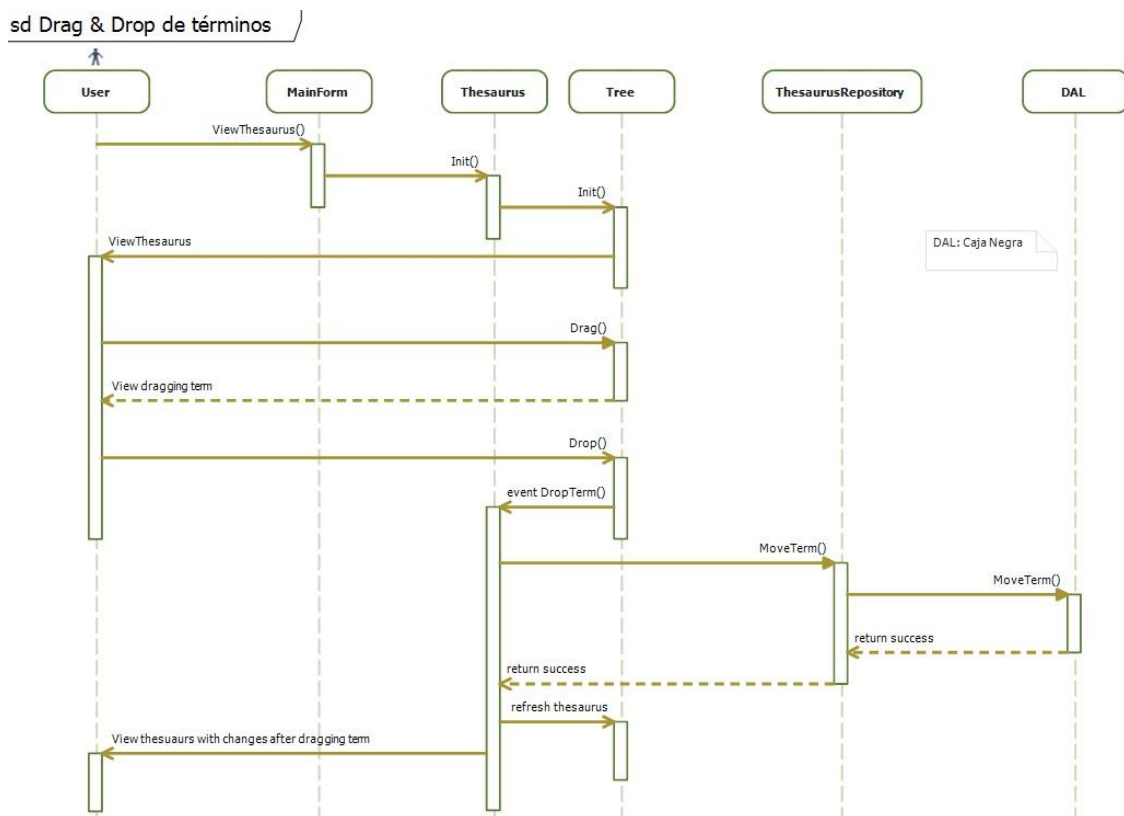 sd Drag & Drop de términos
User
MainForm
Thesaurus
Tree
ThesaurusRepository
DAL
ViewThesaurus()
Init()
Init()
DAL: Caja Negra
ViewThesaurus
Drag()
View dragging term
Drop()
event DropTerm()
MoveTerm()
MoveTerm()
return success
return success
refresh thesaurus
View thesuaurs with changes after dragging term